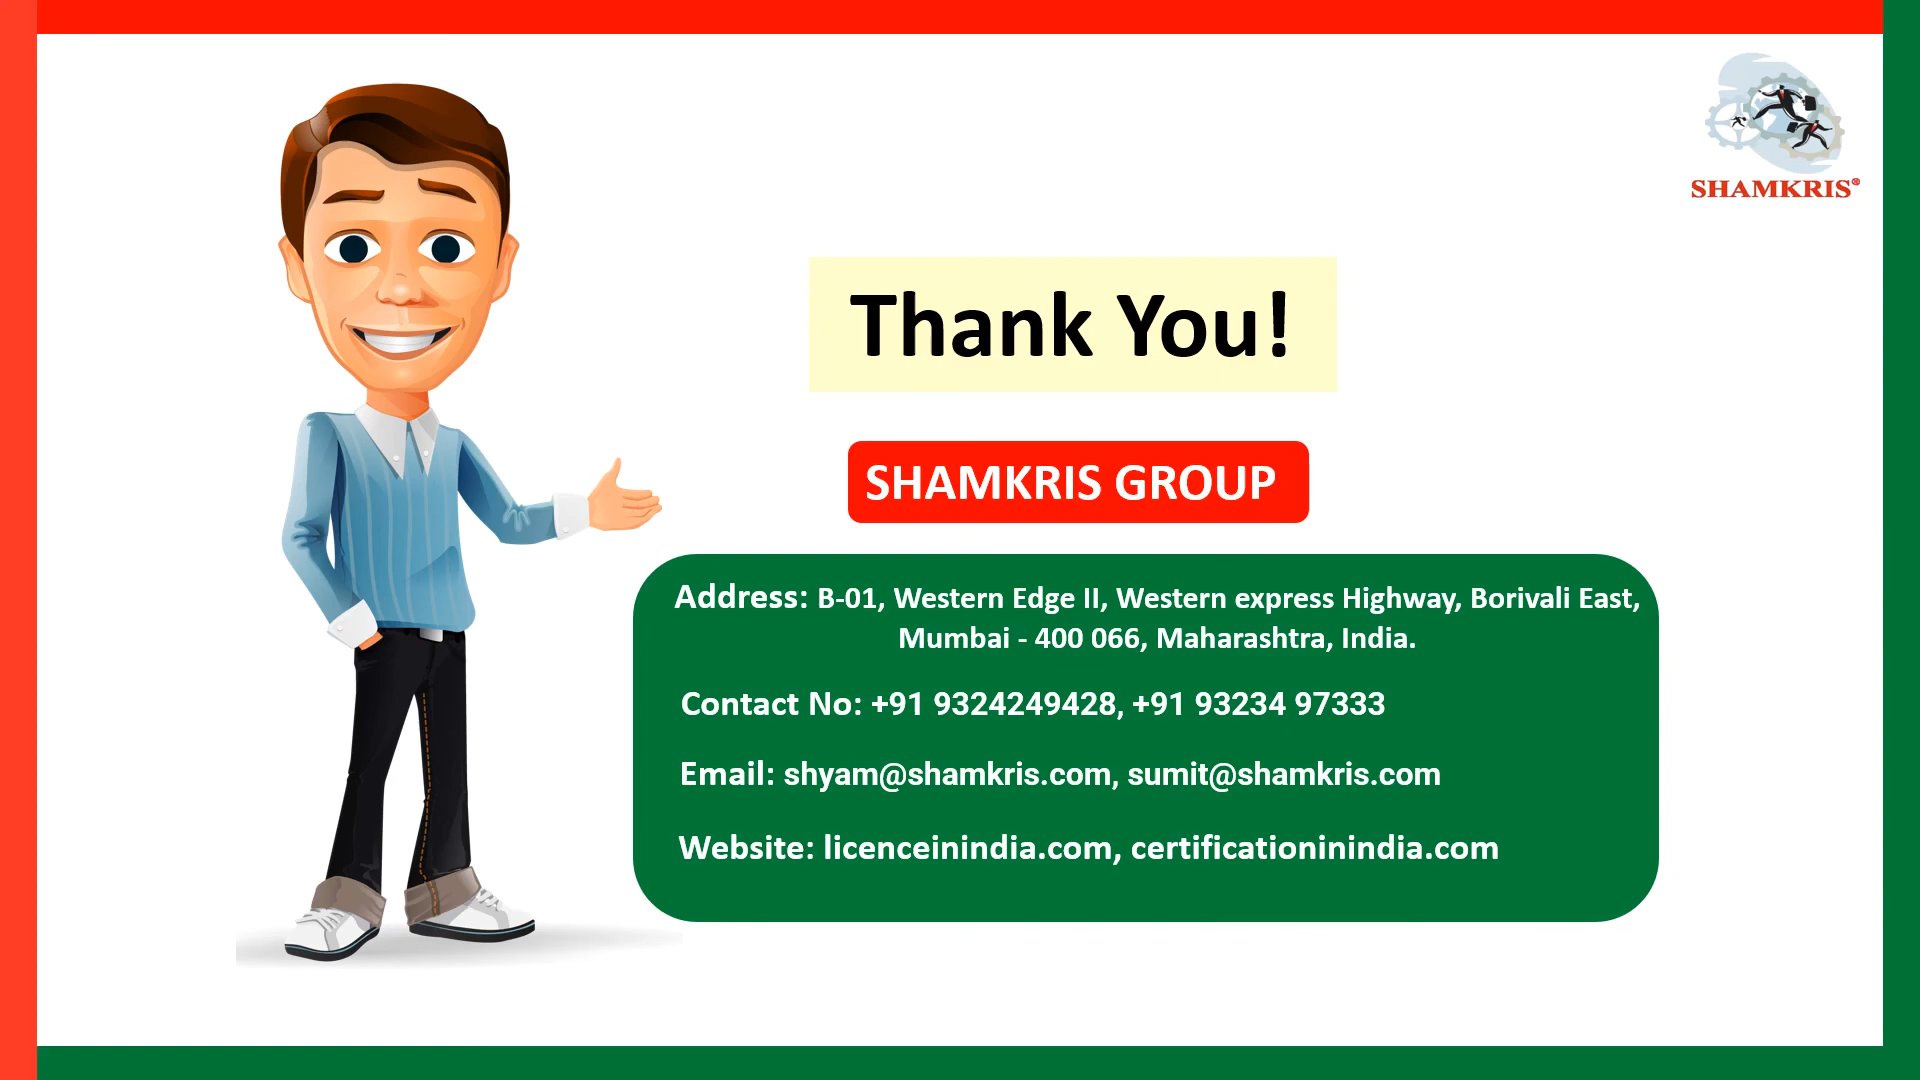 SHAMKRIS®
Thank You!
SHAMKRIS GROUP
Address: B-01, Western Edge II, Western express Highway, Borivali East,
Mumbai - 400 066, Maharashtra, India.
Contact No: +91 9324249428, +91 93234 97333
Email: shyam@shamkris.com, sumit@shamkris.com
Website: licenceinindia.com, certificationinindia.com